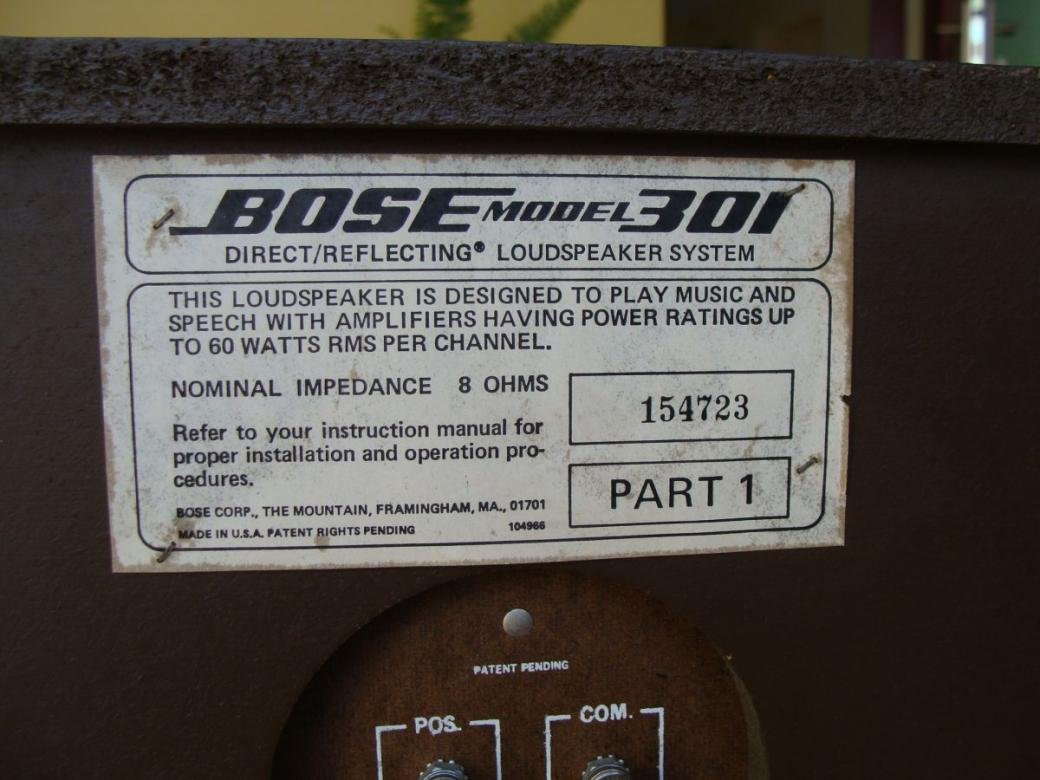 BOSE MODEL 301
DIRECT/REFLECTING® LOUDSPEAKER SYSTEM
THIS LOUDSPEAKER IS DESIGNED TO PLAY MUSIC AND
SPEECH WITH AMPLIFIERS HAVING POWER RATINGS UP
TO 60 WATTS RMS PER CHANNEL.
NOMINAL IMPEDANCE 8 OHMS
154723
Refer to your instruction manual for
proper installation and operation pro-
cedures.
PART 1
BOSE CORP., THE MOUNTAIN, FRAMINGHAM, MA., 01701
MADE IN U.S.A. PATENT RIGHTS PENDING 104966
PATENT PENDING
POS. COM.